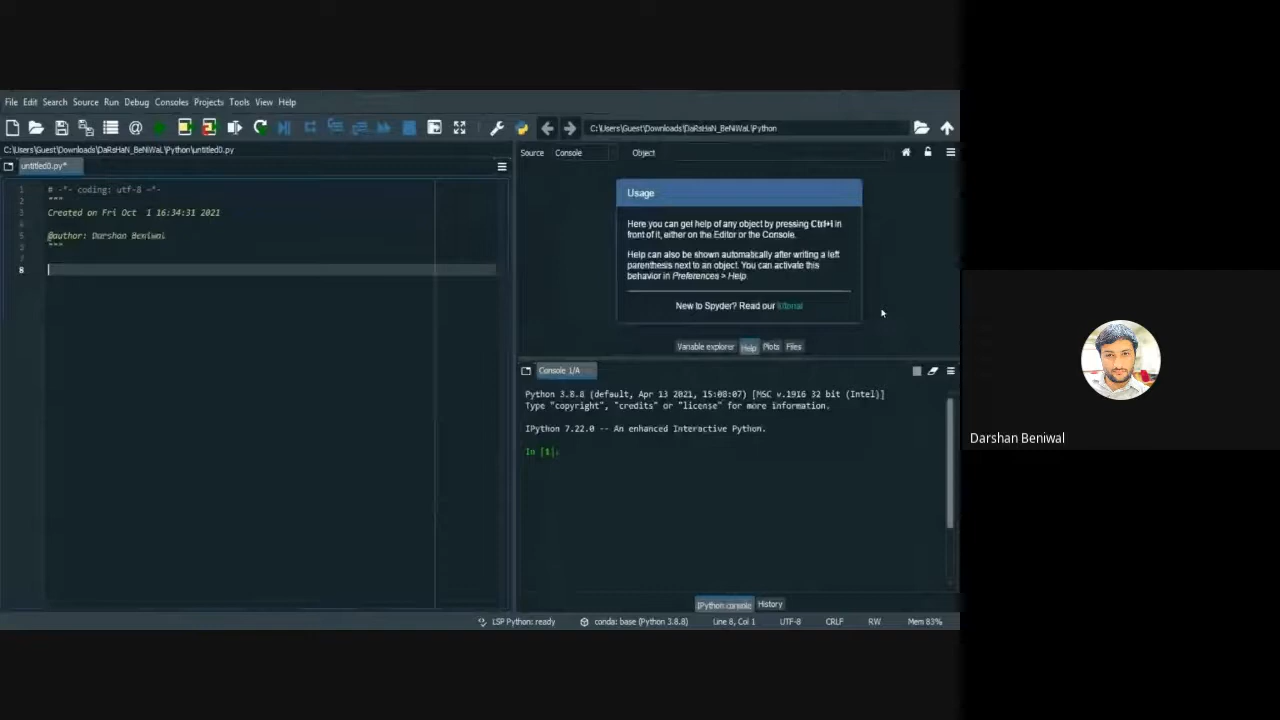 File Edit Search Source Run Debug Consoles Projects Tools View Help
C:\Users\Guest\Downloads\DaRsHaN_BeNiWaL\Python
C:\Users\Guest\Downloads\DaRsHaN_BeNiWaL\Python\untitled0.py
untitled0.py*
Source Console Object
1 # -*- coding: utf-8 -*-
2 """
3 Created on Fri Oct 1 16:34:31 2021
4
5 @author: Darshan Beniwal
6 """
7
8
Usage
Here you can get help of any object by pressing Ctrl+I in
front of it, either on the Editor or the Console.
Help can also be shown automatically after writing a left
parenthesis next to an object. You can activate this
behavior in Preferences > Help.
New to Spyder? Read our tutorial
Variable explorer Help Plots Files
Console 1/A
Python 3.8.8 (default, Apr 13 2021, 15:08:07) [MSC v.1916 32 bit (Intel)]
Type "copyright", "credits" or "license" for more information.
IPython 7.22.0 -- An enhanced Interactive Python.
In [1]:
IPython console History
LSP Python: ready conda: base (Python 3.8.8) Line 8, Col 1 UTF-8 CRLF RW Mem 83%
Darshan Beniwal